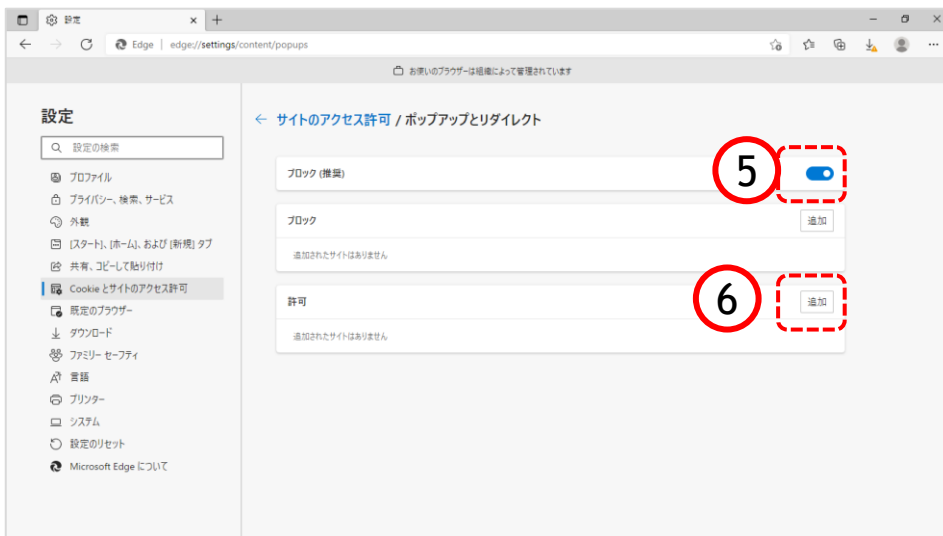 設定
Edge | edge://settings/content/popups
お使いのブラウザーは組織によって管理されています
設定
設定の検索
プロファイル
プライバシー、検索、サービス
外観
[スタート]、[ホーム]、および [新規] タブ
共有、コピーして貼り付け
Cookie とサイトのアクセス許可
既定のブラウザー
ダウンロード
ファミリー セーフティ
言語
プリンター
システム
設定のリセット
Microsoft Edge について
サイトのアクセス許可 / ポップアップとリダイレクト
ブロック (推奨)
5
ブロック
追加
追加されたサイトはありません
許可
6
追加
追加されたサイトはありません